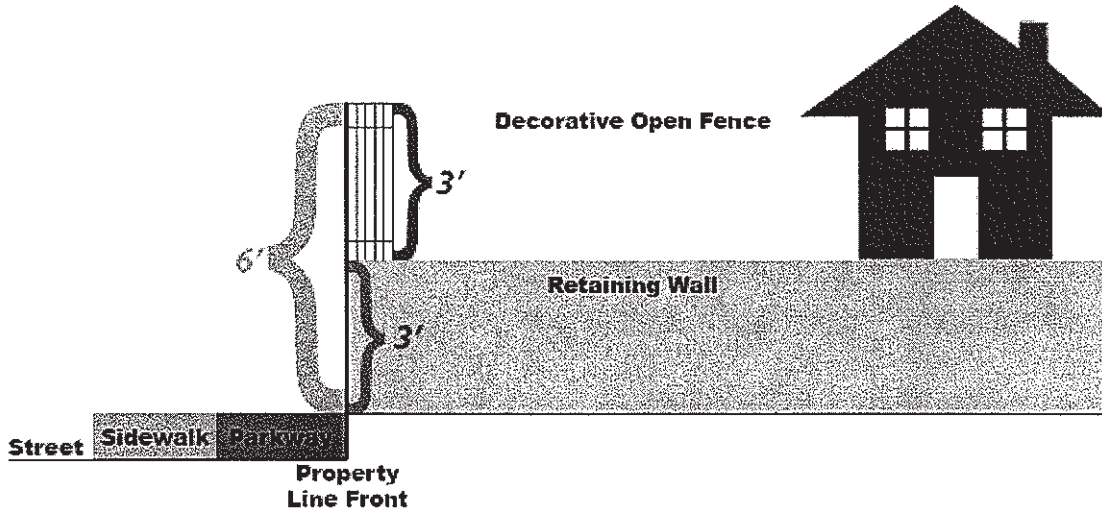 Decorative Open Fence
3'
6'
Retaining Wall
3'
Street
Sidewalk
Parkway
Property
Line Front